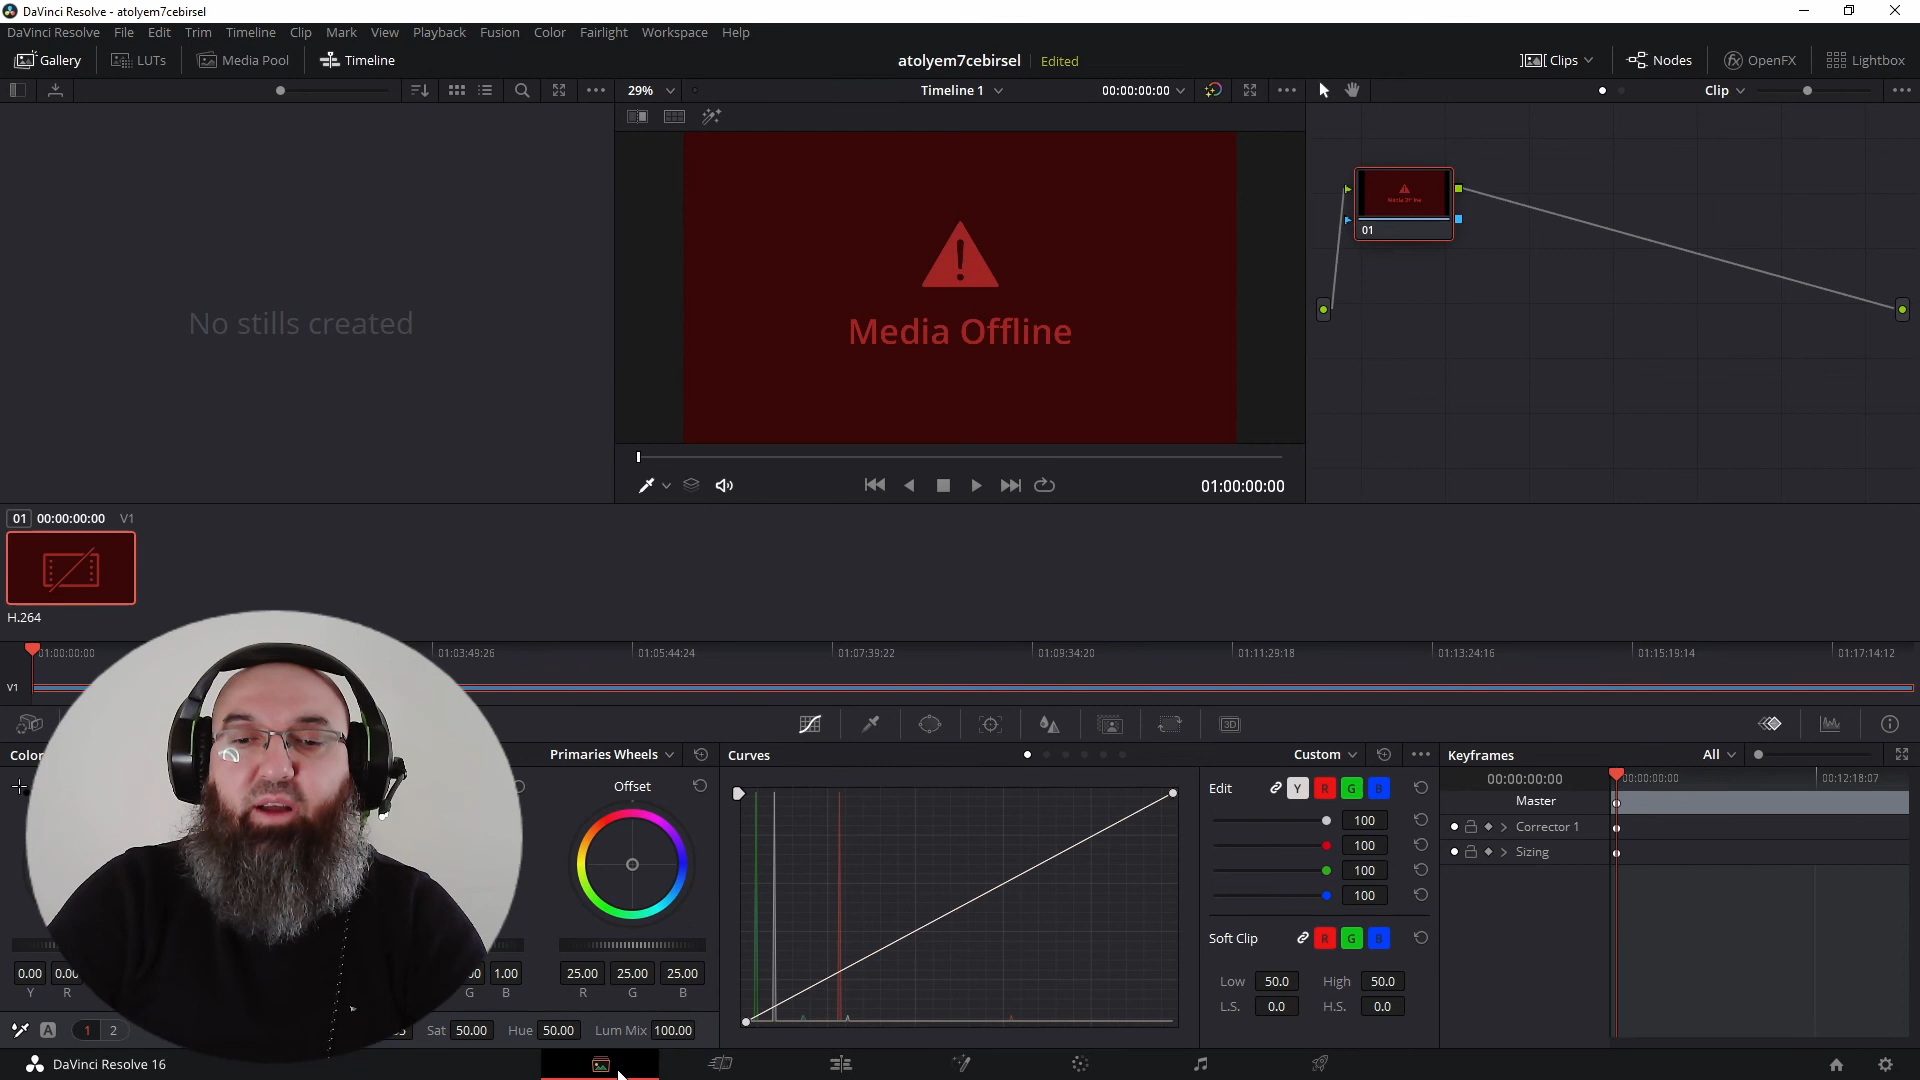 DaVinci Resolve - atolyem7cebirsel
DaVinci Resolve File Edit Trim Timeline Clip Mark View Playback Fusion Color Fairlight Workspace Help
Gallery LUTs Media Pool Timeline atolyem7cebirsel Edited Clips Nodes OpenFX Lightbox
29% Timeline 1 00:00:00:00 Clip
Media Offline
01
No stills created
Media Offline
01:00:00:00
01 00:00:00:00 V1
H.264
01:00:00:00 01:03:49:26 01:05:44:24 01:07:39:22 01:09:34:20 01:11:29:18 01:13:24:16 01:15:19:14 01:17:14:12
V1
3D
Color Primaries Wheels Curves Custom Keyframes All
Offset Edit Y R G B 00:00:00:00 00:00:00:00 00:12:18:07
Master
100
Corrector 1
100
Sizing
100
100
Soft Clip R G B
0.00 1.00 25.00 25.00 25.00 Low 50.0 High 50.0
Y R G B R G B L.S. 0.0 H.S. 0.0
A 1 2 Sat 50.00 Hue 50.00 Lum Mix 100.00
DaVinci Resolve 16